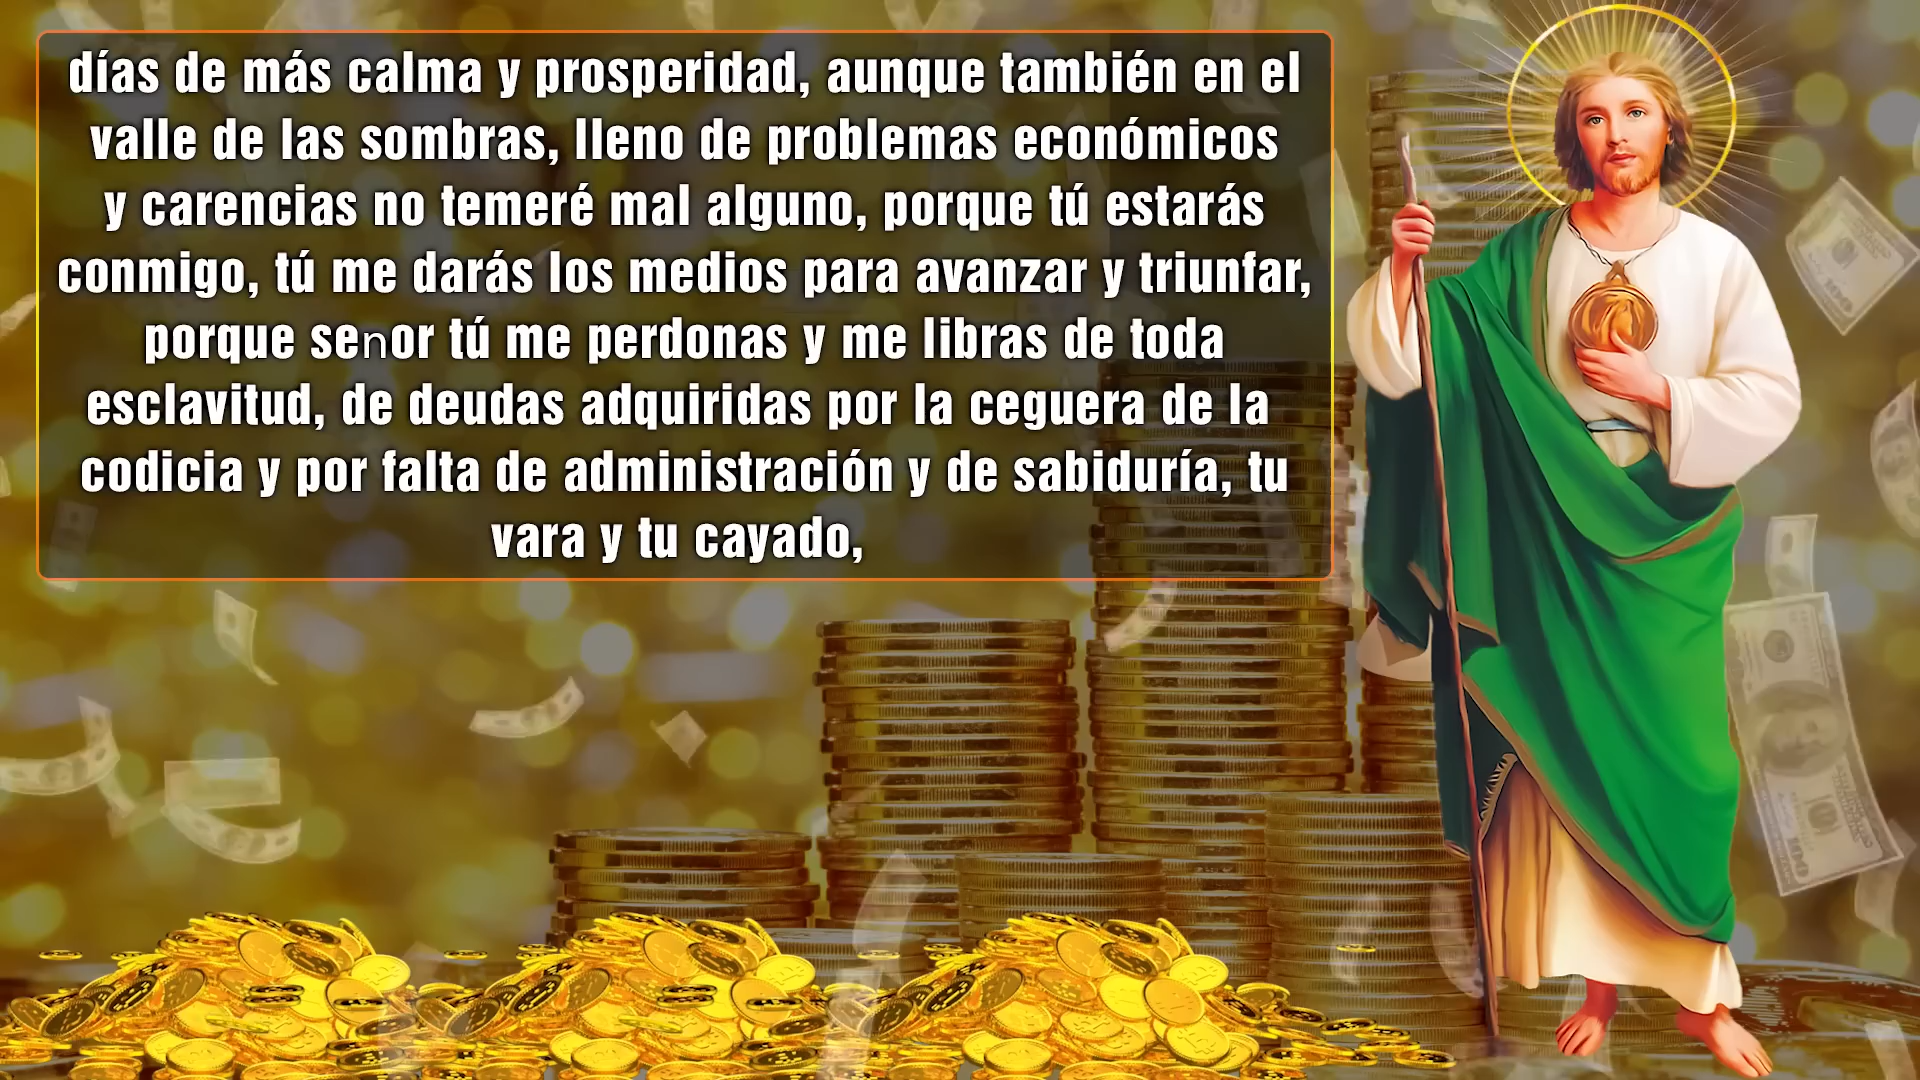 días de más calma y prosperidad, aunque también en el
valle de las sombras, lleno de problemas económicos
y carencias no temeré mal alguno, porque tú estarás
conmigo, tú me darás los medios para avanzar y triunfar,
porque senor tú me perdonas y me libras de toda
esclavitud, de deudas adquiridas por la ceguera de la
codicia y por falta de administración y de sabiduría, tu
vara y tu cayado,